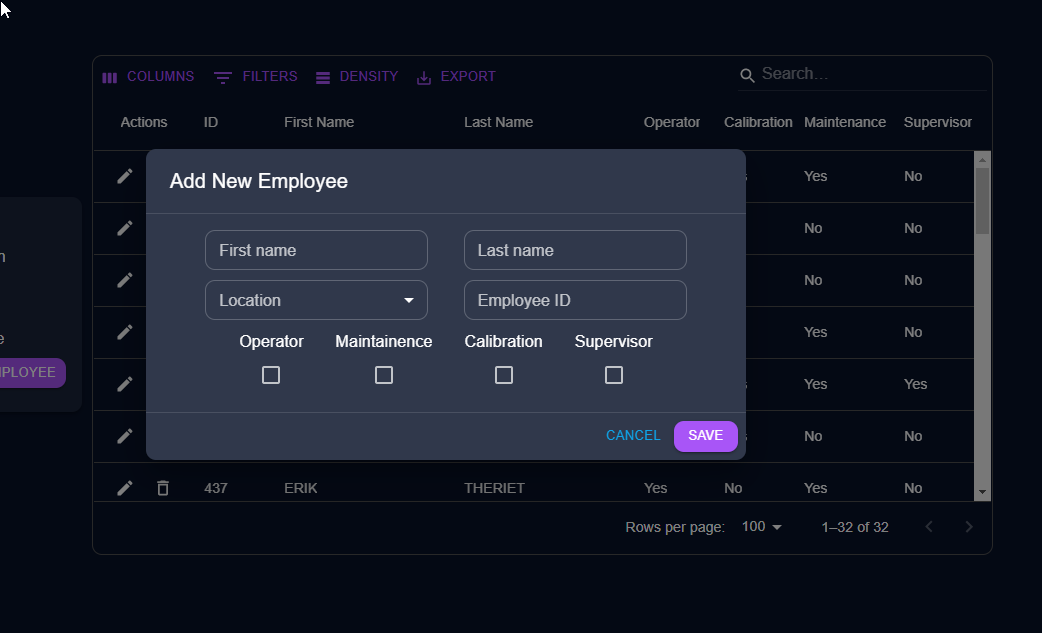 COLUMNS FILTERS DENSITY EXPORT Search...
Actions ID First Name Last Name Operator Calibration Maintenance Supervisor
Yes No
Add New Employee
No No
First name Last name
No No
Location Employee ID
Yes No
Operator Maintainence Calibration Supervisor
PLOYEE
Yes Yes
No No
CANCEL SAVE
437 ERIK THERIET Yes No Yes No
Rows per page: 100 1–32 of 32